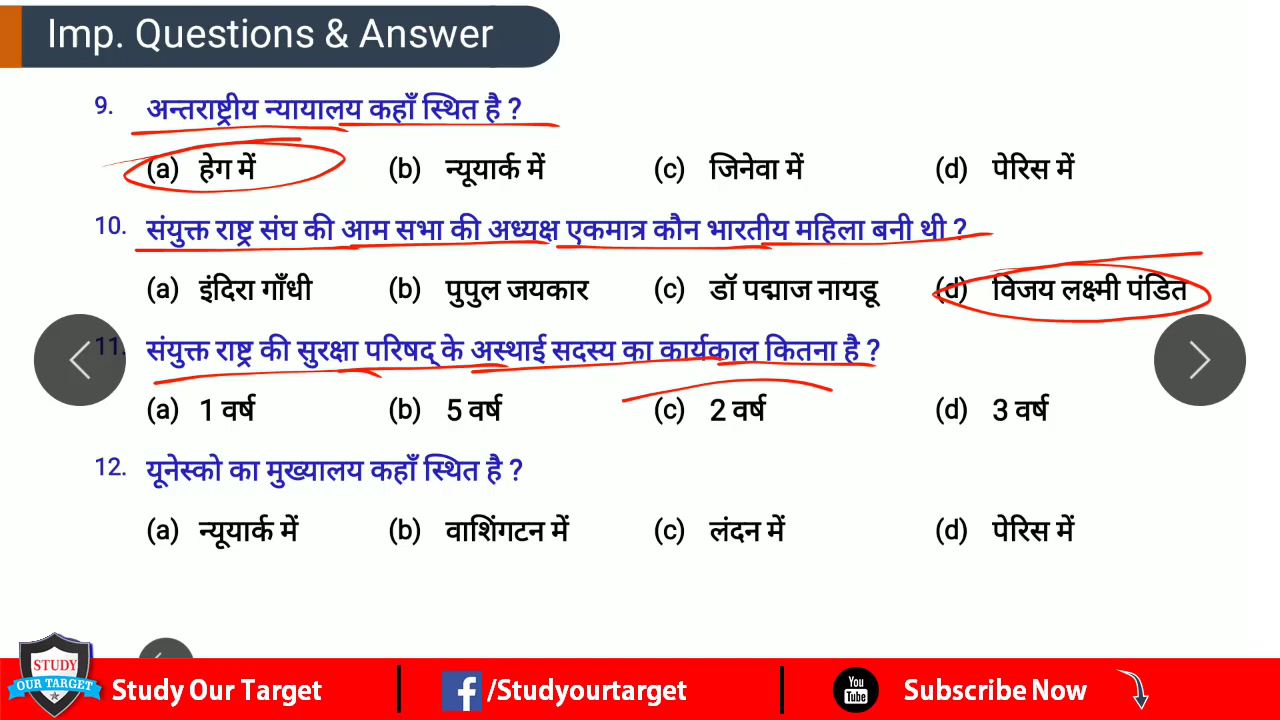 Imp. Questions & Answer
9. अन्तराष्ट्रीय न्यायालय कहाँ स्थित है ?
(a) हेग में (b) न्यूयार्क में (c) जिनेवा में (d) पेरिस में
10. संयुक्त राष्ट्र संघ की आम सभा की अध्यक्ष एकमात्र कौन भारतीय महिला बनी थी ?
(a) इंदिरा गाँधी (b) पुपुल जयकार (c) डॉ पद्माज नायडू (d) विजय लक्ष्मी पंडित
11. संयुक्त राष्ट्र की सुरक्षा परिषद् के अस्थाई सदस्य का कार्यकाल कितना है ?
(a) 1 वर्ष (b) 5 वर्ष (c) 2 वर्ष (d) 3 वर्ष
12. यूनेस्को का मुख्यालय कहाँ स्थित है ?
(a) न्यूयार्क में (b) वाशिंगटन में (c) लंदन में (d) पेरिस में
STUDY
OUR TARGET
Study Our Target f /Studyourtarget You Tube Subscribe Now